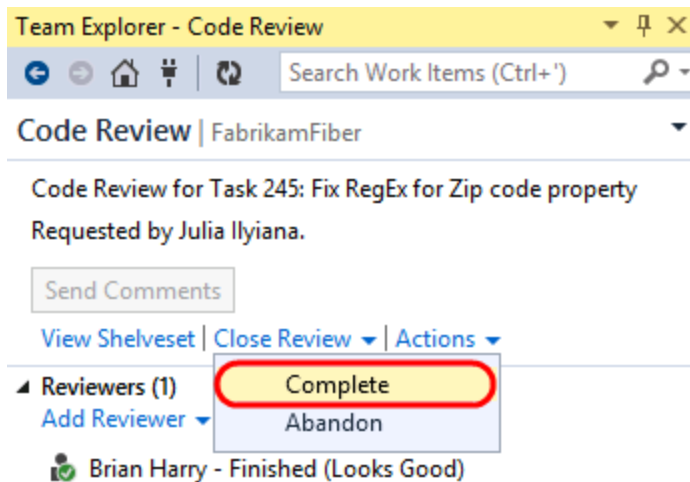 Team Explorer - Code Review
Search Work Items (Ctrl+')
Code Review | FabrikamFiber
Code Review for Task 245: Fix RegEx for Zip code property
Requested by Julia Ilyiana.
Send Comments
View Shelveset | Close Review | Actions
Complete
Abandon
Reviewers (1)
Add Reviewer
Brian Harry - Finished (Looks Good)